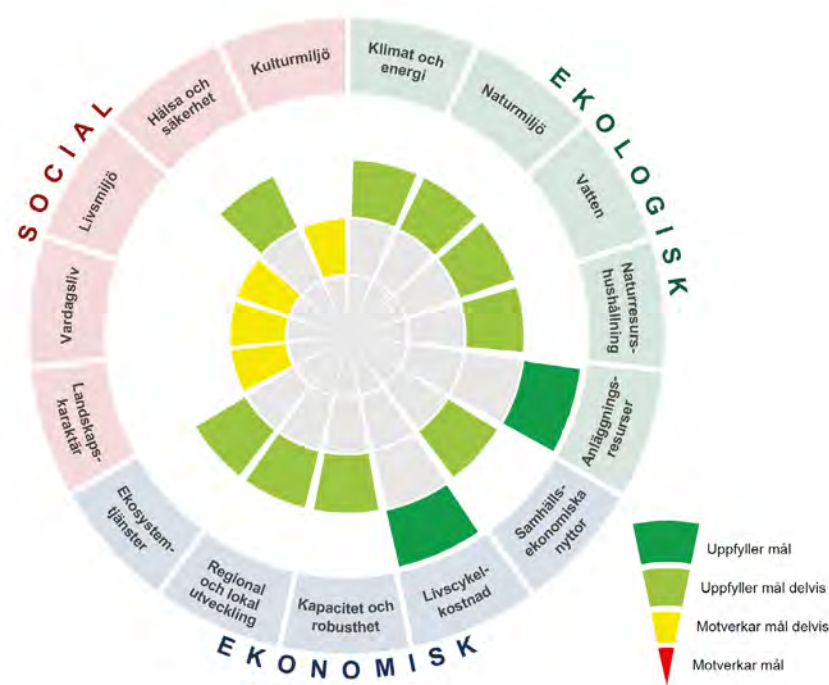 EKOLOGISK
Klimat och
energi
Naturmiljö
Vatten
Naturresurs-
hushållning
Anläggnings-
resurser
Samhälls-
ekonomiska
nyttor
Livscykel-
kostnad
Kapacitet och
robusthet
Regional
och lokal
utveckling
Ekosystem-
tjänster
EKONOMISK
Landskaps-
karaktär
Vardagsliv
Livsmiljö
Hälsa och
säkerhet
Kulturmiljö
SOCIAL
Uppfyller mål
Uppfyller mål delvis
Motverkar mål delvis
Motverkar mål